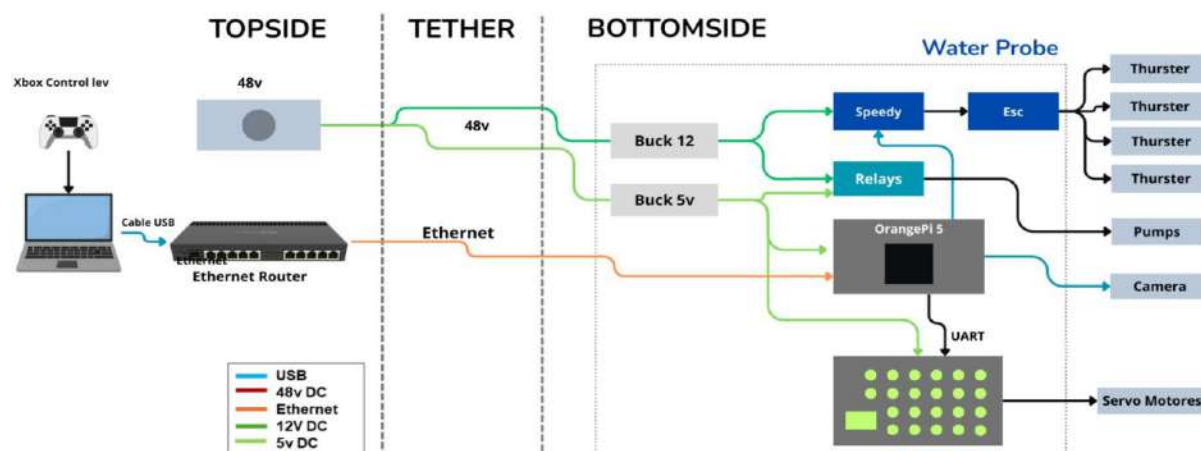 TOPSIDE
TETHER
BOTTOMSIDE
Water Probe
Xbox Control lev
48v
48v
Buck 12
Speedy
Esc
Thurster
Thurster
Thurster
Thurster
Buck 5v
Relays
OrangePi 5
Pumps
Cable USB
Ethernet
Ethernet
Ethernet Router
Camera
UART
USB
48v DC
Ethernet
12V DC
5v DC
Servo Motores